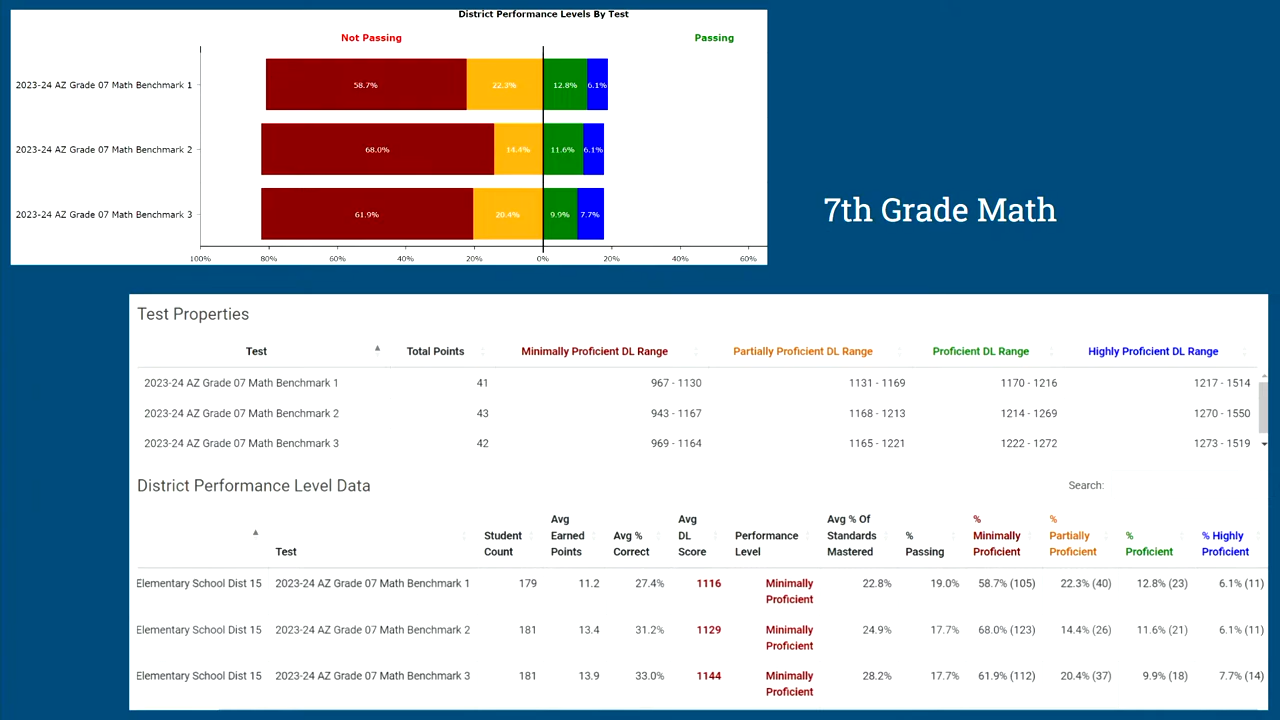 District Performance Levels By Test
Not Passing Passing
2023-24 AZ Grade 07 Math Benchmark 1 58.7% 22.3% 12.8% 6.1%
2023-24 AZ Grade 07 Math Benchmark 2 68.0% 14.4% 11.6% 6.1%
2023-24 AZ Grade 07 Math Benchmark 3 61.9% 20.4% 9.9% 7.7%
100% 80% 60% 40% 20% 0% 20% 40% 60%
7th Grade Math
Test Properties
Test Total Points Minimally Proficient DL Range Partially Proficient DL Range Proficient DL Range Highly Proficient DL Range
2023-24 AZ Grade 07 Math Benchmark 1 41 967 - 1130 1131 - 1169 1170 - 1216 1217 - 1514
2023-24 AZ Grade 07 Math Benchmark 2 43 943 - 1167 1168 - 1213 1214 - 1269 1270 - 1550
2023-24 AZ Grade 07 Math Benchmark 3 42 969 - 1164 1165 - 1221 1222 - 1272 1273 - 1519
District Performance Level Data Search:
Avg Avg Avg % Of % %
Student Earned Avg % DL Performance Standards % Minimally Partially % % Highly
Test Count Points Correct Score Level Mastered Passing Proficient Proficient Proficient Proficient
Elementary School Dist 15 2023-24 AZ Grade 07 Math Benchmark 1 179 11.2 27.4% 1116 Minimally 22.8% 19.0% 58.7% (105) 22.3% (40) 12.8% (23) 6.1% (11)
Proficient
Elementary School Dist 15 2023-24 AZ Grade 07 Math Benchmark 2 181 13.4 31.2% 1129 Minimally 24.9% 17.7% 68.0% (123) 14.4% (26) 11.6% (21) 6.1% (11)
Proficient
Elementary School Dist 15 2023-24 AZ Grade 07 Math Benchmark 3 181 13.9 33.0% 1144 Minimally 28.2% 17.7% 61.9% (112) 20.4% (37) 9.9% (18) 7.7% (14)
Proficient